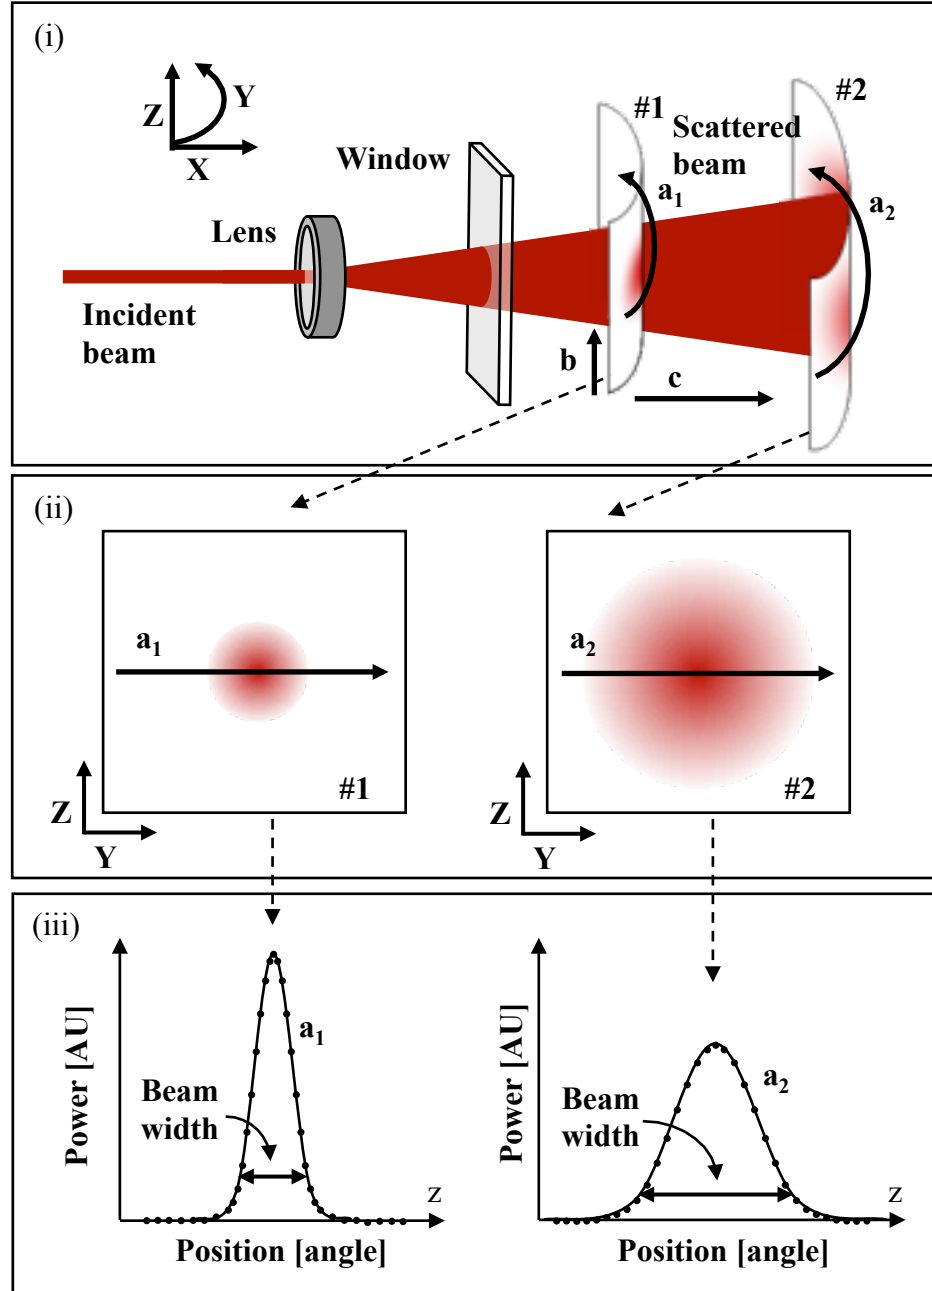 (i)
Z
Y
X
Window
Lens
Incident
beam
#1
Scattered
beam
#2
a1
a2
b
c
(ii)
a1
#1
Z
Y
a2
#2
Z
Y
(iii)
Power [AU]
a1
Beam
width
z
Position [angle]
Power [AU]
a2
Beam
width
z
Position [angle]